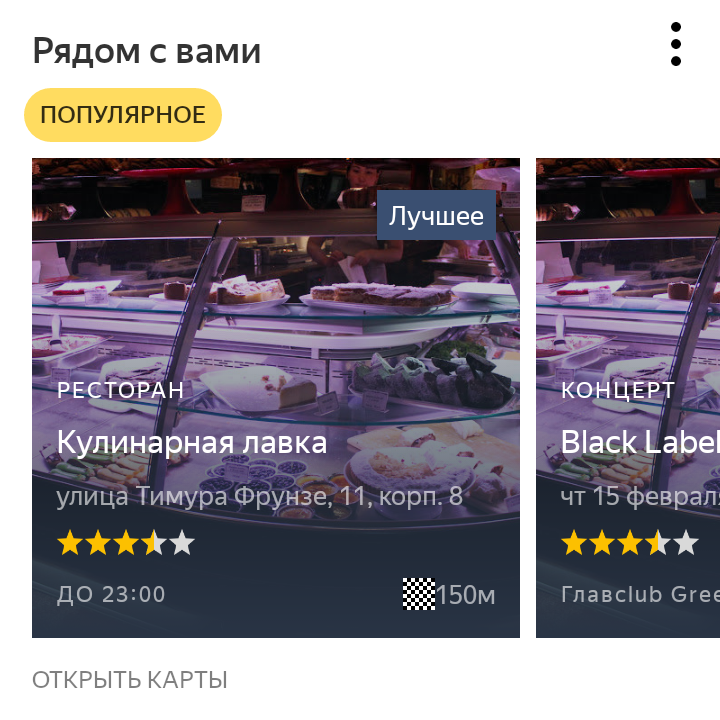 Рядом с вами
ПОПУЛЯРНОЕ
Лучшее
РЕСТОРАН
Кулинарная лавка
улица Тимура Фрунзе, 11, корп. 8
ДО 23:00
150м
КОНЦЕРТ
Black Label
чт 15 феврал
Главclub Gree
ОТКРЫТЬ КАРТЫ